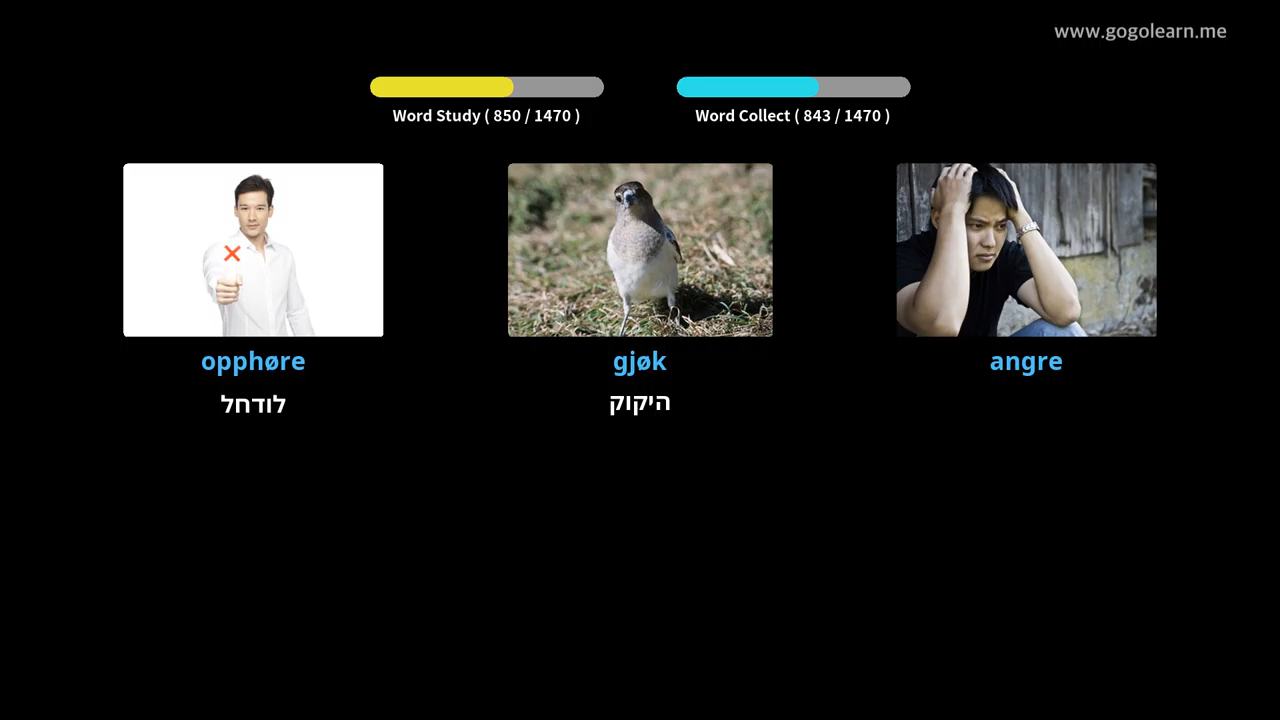 www.gogolearn.me
Word Study ( 850 / 1470 )
Word Collect ( 843 / 1470 )
opphøre
לודחל
gjøk
היקוק
angre